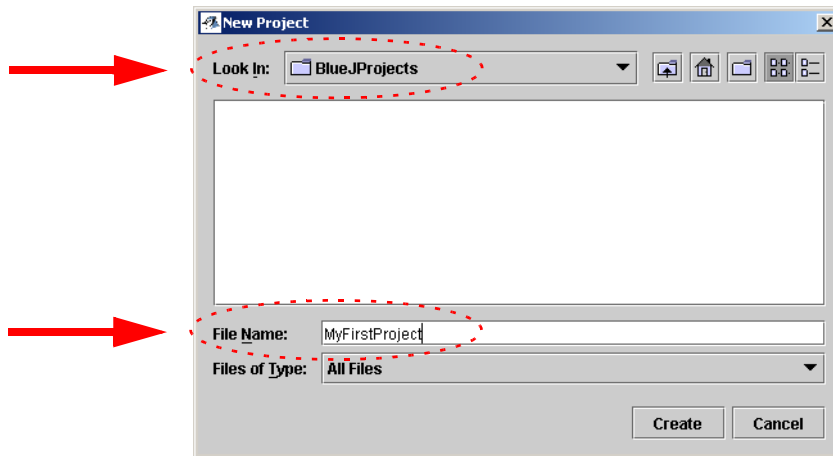 New Project
Look In: BlueJProjects
File Name: MyFirstProject
Files of Type: All Files
Create Cancel